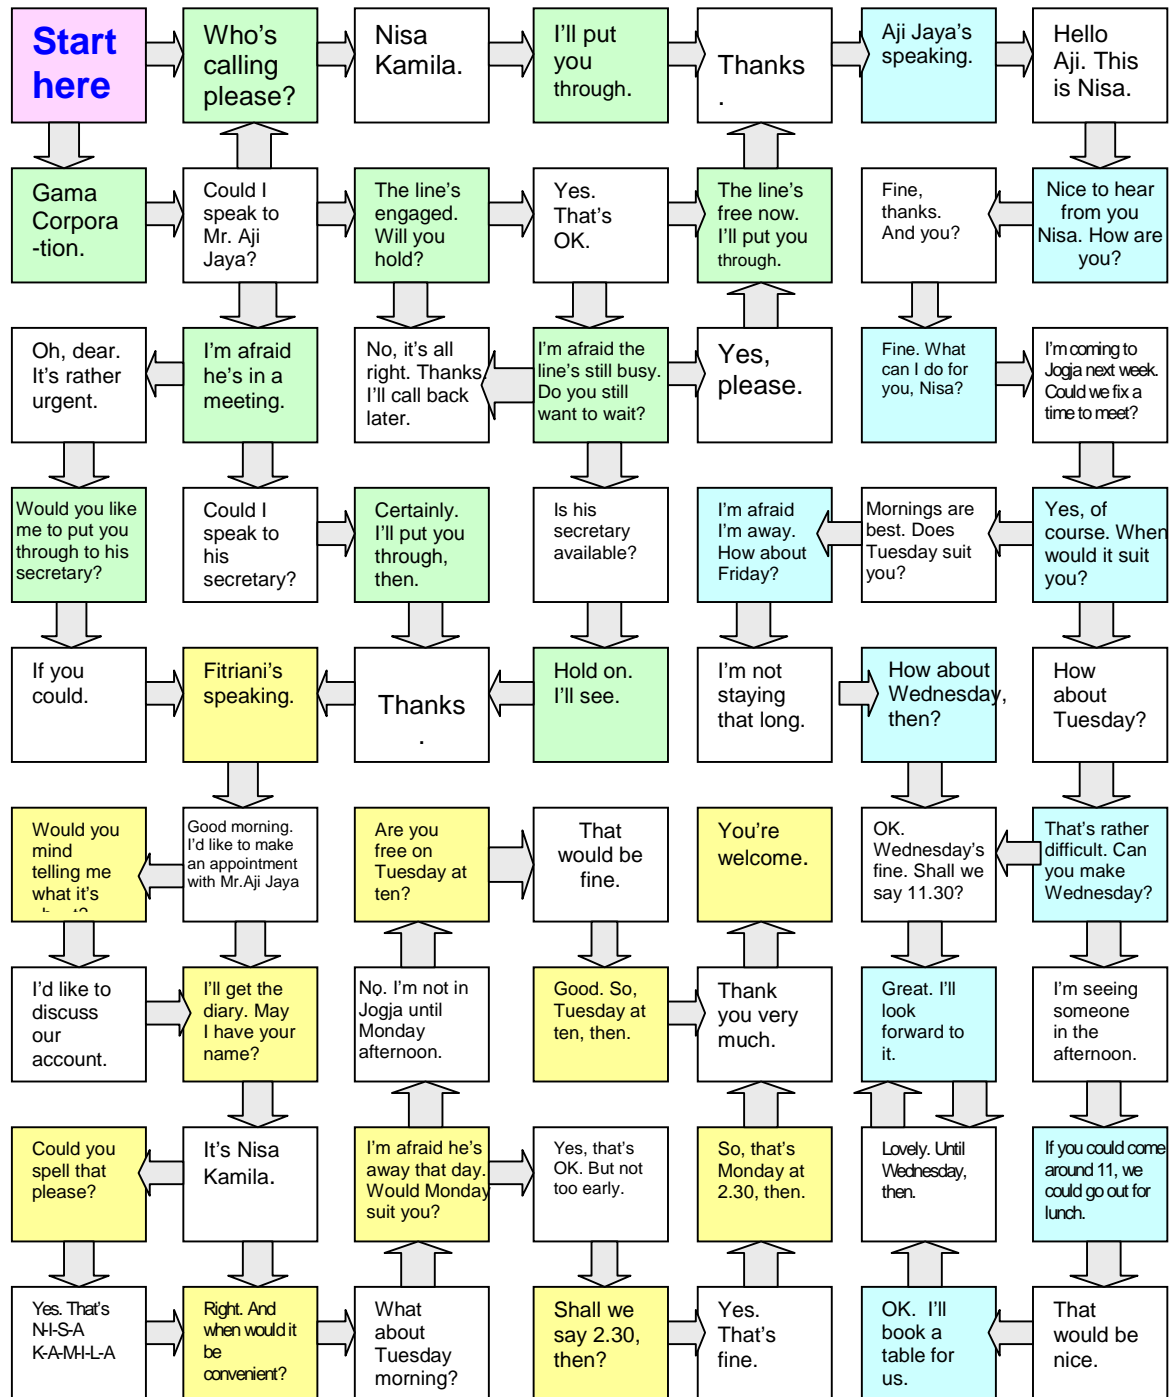 Start
here
Who's
calling
please?
Nisa
Kamila.
I'll put
you
through.
Thanks
.
Aji Jaya's
speaking.
Hello
Aji. This
is Nisa.
Gama
Corpora
-tion.
Could I
speak to
Mr. Aji
Jaya?
The line's
engaged.
Will you
hold?
Yes.
That's
OK.
The line's
free now.
I'll put you
through.
Fine,
thanks.
And you?
Nice to hear
from you
Nisa. How are
you?
Oh, dear.
It's rather
urgent.
I'm afraid
he's in a
meeting.
No, it's all
right. Thanks
I'll call back
later.
I'm afraid the
line's still busy.
Do you still
want to wait?
Yes,
please.
Fine. What
can I do for
you, Nisa?
I'm coming to
Jogja next week.
Could we fix a
time to meet?
Would you like
me to put you
through to his
secretary?
Could I
speak to
his
secretary?
Certainly.
I'll put you
through,
then.
Is his
secretary
available?
I'm afraid
I'm away.
How about
Friday?
Mornings are
best. Does
Tuesday suit
you?
Yes, of
course. When
would it suit
you?
If you
could.
Fitriani's
speaking.
Thanks
.
Hold on.
I'll see.
I'm not
staying
that long.
How about
Wednesday,
then?
How
about
Tuesday?
Would you
mind
telling me
what it's
Good morning.
I'd like to make
an appointment
with Mr.Aji Jaya
Are you
free on
Tuesday at
ten?
That
would be
fine.
You're
welcome.
OK.
Wednesday's
fine. Shall we
say 11.30?
That's rather
difficult. Can
you make
Wednesday?
I'd like to
discuss
our
account.
I'll get the
diary. May
I have your
name?
No. I'm not in
Jogja until
Monday
afternoon.
Good. So,
Tuesday at
ten, then.
Thank
you very
much.
Great. I'll
look
forward to
it.
I'm seeing
someone
in the
afternoon.
Could you
spell that
please?
It's Nisa
Kamila.
I'm afraid he's
away that day.
Would Monday
suit you?
Yes, that's
OK. But not
too early.
So, that's
Monday at
2.30, then.
Lovely. Until
Wednesday,
then.
If you could come
around 11, we
could go out for
lunch.
Yes. That's
N-I-S-A
K-A-M-I-L-A
Right. And
when would it
be
convenient?
What
about
Tuesday
morning?
Shall we
say 2.30,
then?
Yes.
That's
fine.
OK. I'll
book a
table for
us.
That
would be
nice.